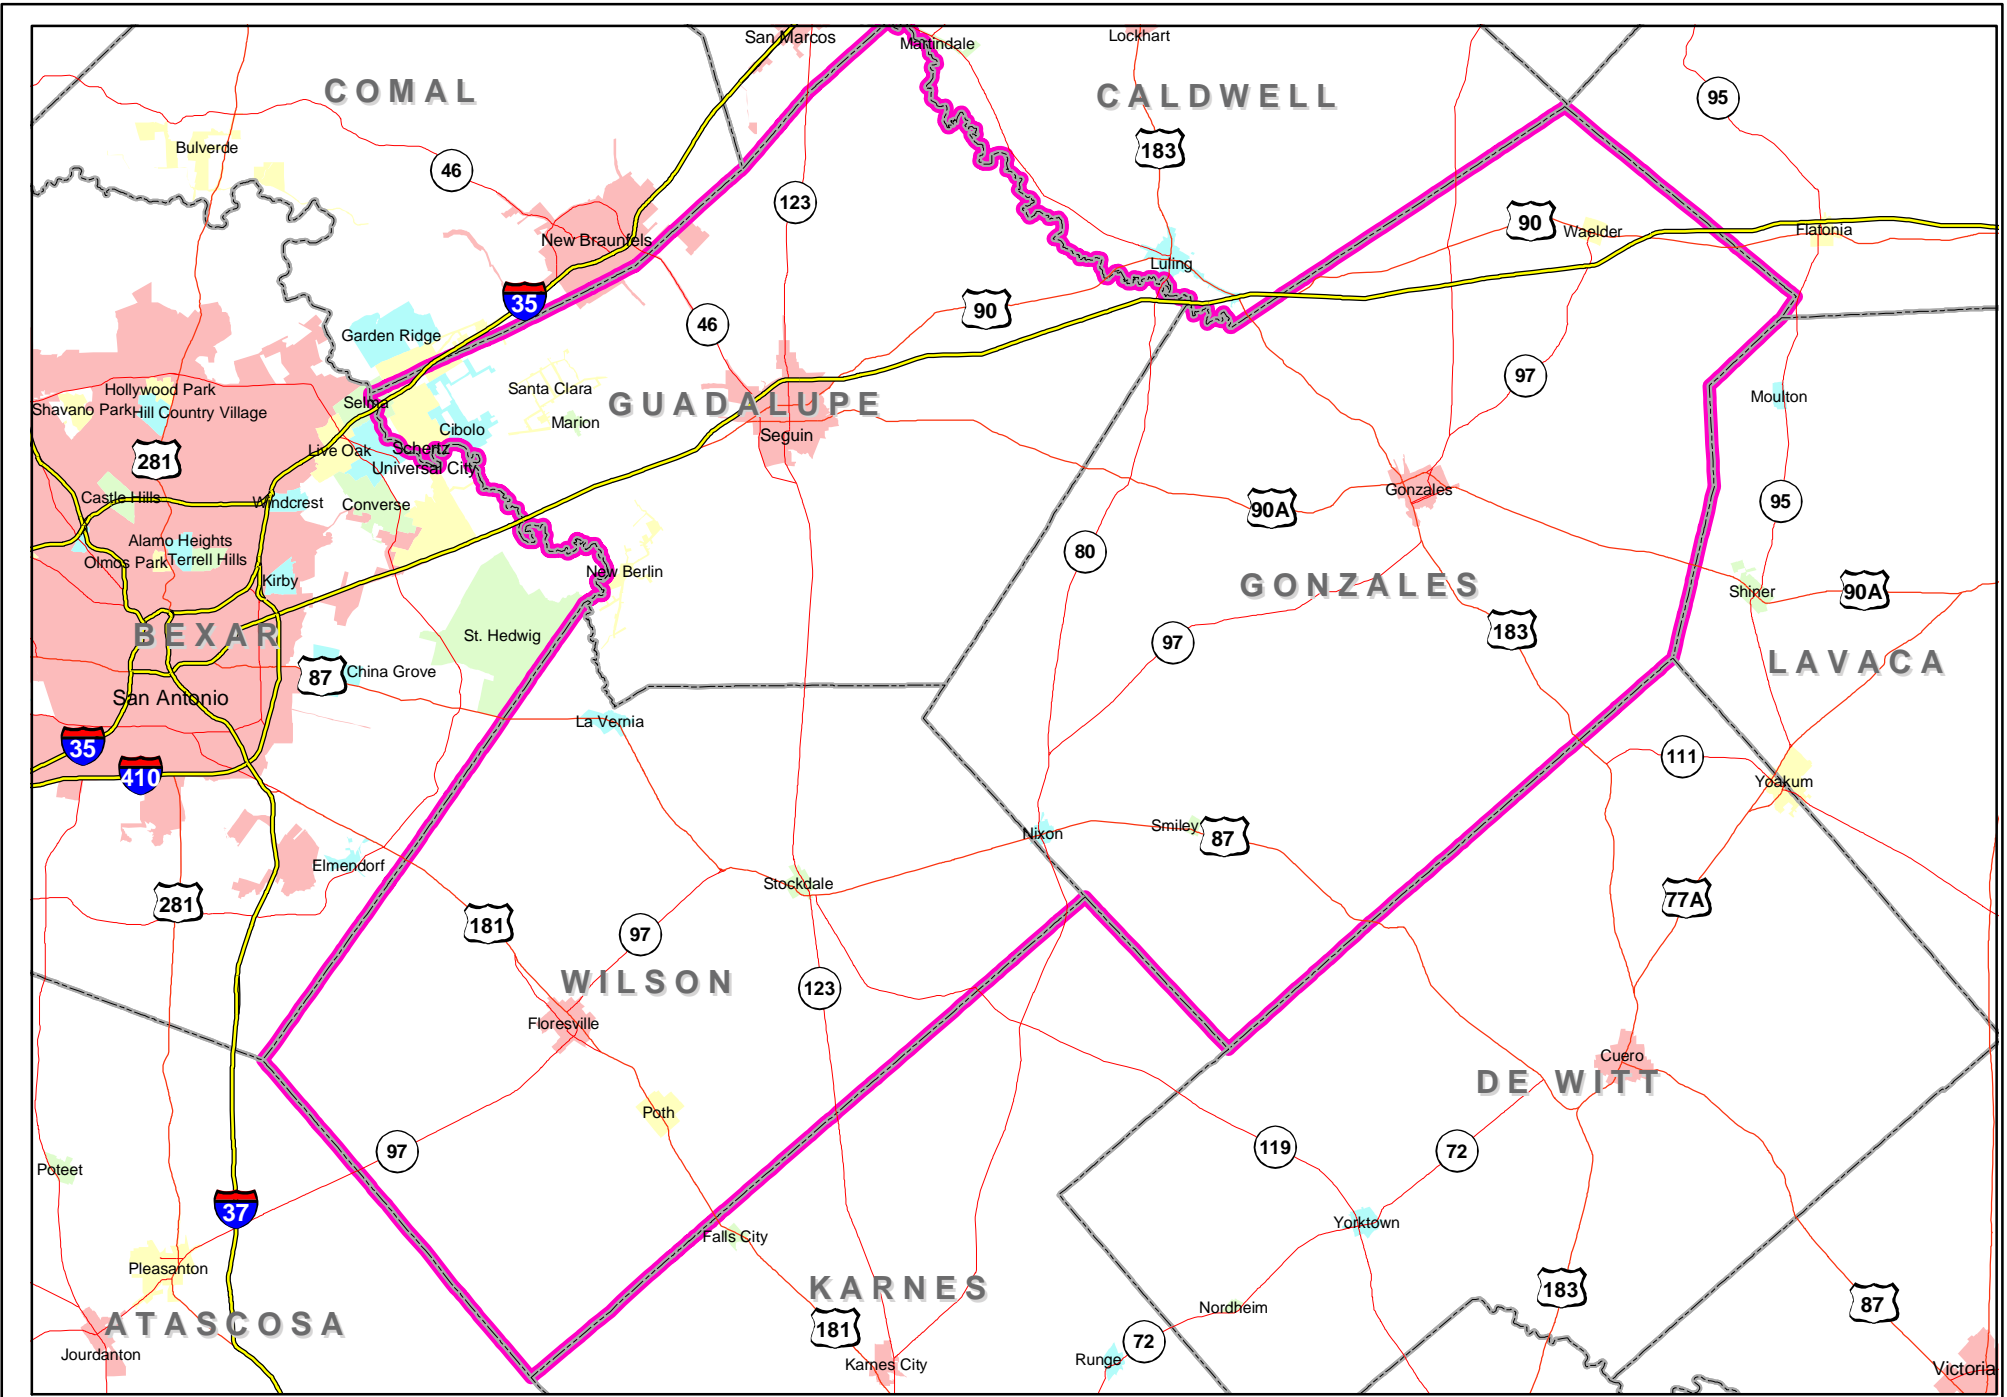 San Marcos
Martindale
Lockhart
COMAL
CALDWELL
95
Bulverde
46
183
123
90
Waelder
Flatonia
New Braunfels
Luling
35
90
46
Garden Ridge
97
Hollywood Park
Santa Clara
Shavano Park
Hill Country Village
Selma
GUADALUPE
Moulton
Marion
Cibolo
Seguin
281
Live Oak
Schertz
Universal City
Castle Hills
Windcrest
Converse
Gonzales
90A
95
Alamo Heights
Olmos Park
Terrell Hills
80
Kirby
New Berlin
GONZALES
Shiner
90A
BEXAR
St. Hedwig
97
183
87
China Grove
LAVACA
San Antonio
La Vernia
35
410
111
Yoakum
Nixon
Smiley
87
Elmendorf
Stockdale
281
77A
181
97
WILSON
123
Floresville
Cuero
DE WITT
Poth
97
119
72
Poteet
37
Yorktown
Falls City
Pleasanton
KARNES
183
87
Nordheim
ATASCOSA
181
72
Jourdanton
Karnes City
Runge
Victoria